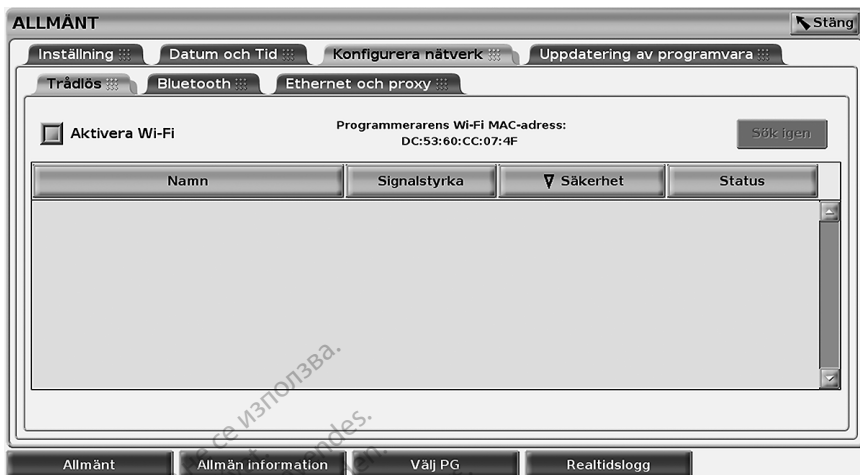 ALLMÄNT
Stäng
Inställning
Datum och Tid
Konfigurera nätverk
Uppdatering av programvara
Trådlös
Bluetooth
Ethernet och proxy
Aktivera Wi-Fi
Programmerarens Wi-Fi MAC-adress:
DC:53:60:CC:07:4F
Sök igen
Namn
Signalstyrka
Säkerhet
Status
се използва.
Allmänt
Allmän information
Välj PG
Realtidslogg